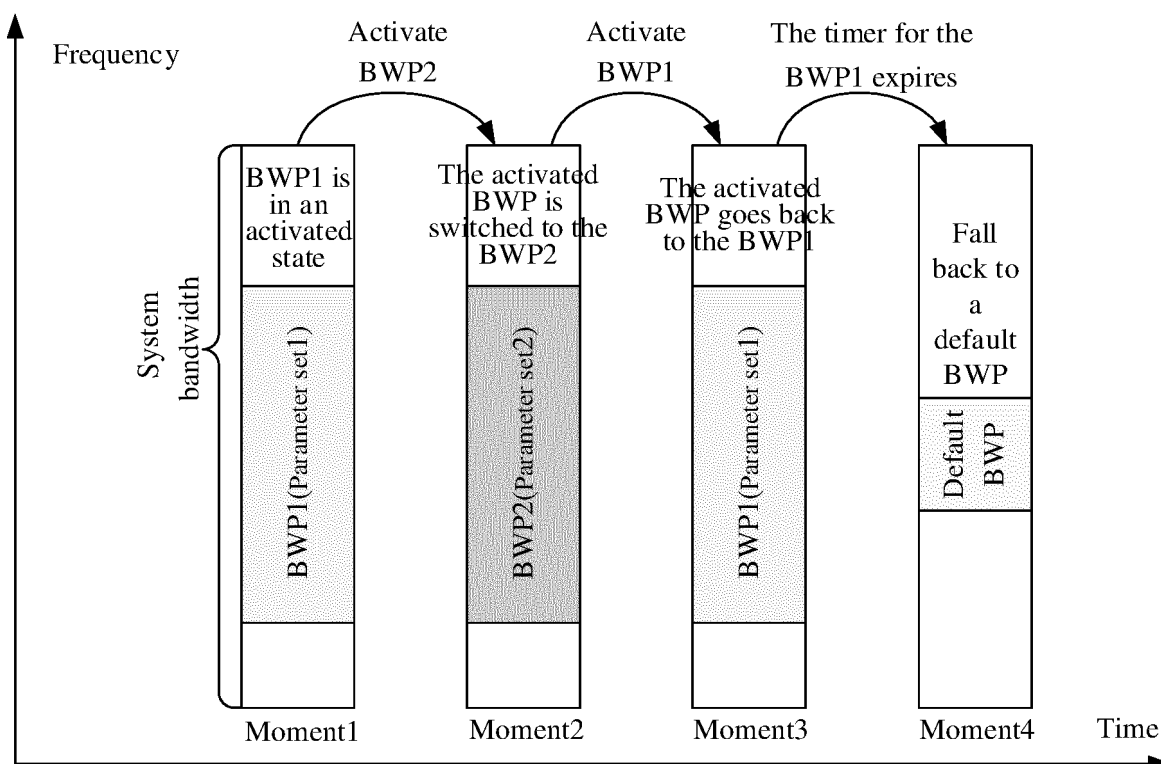 Frequency
Activate
BWP2
Activate
BWP1
The timer for the
BWP1 expires
System
bandwidth
BWP1 is
in an
activated
state
BWP1(Parameter set1)
Moment1
The activated
BWP is
switched to the
BWP2
BWP2(Parameter set2)
Moment2
The activated
BWP goes back
to the BWP1
BWP1(Parameter set1)
Moment3
Fall
back to
a
default
BWP
Default
BWP
Moment4
Time